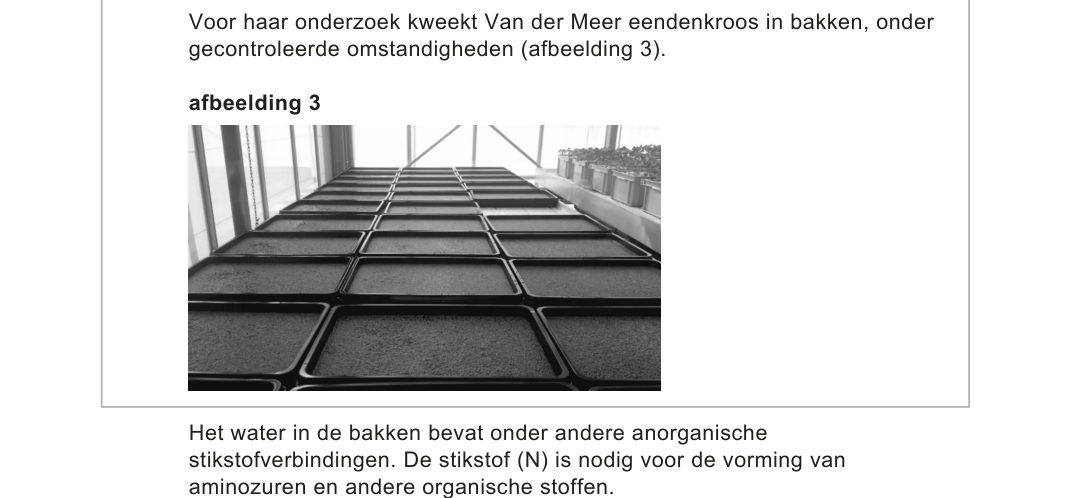 Voor haar onderzoek kweekt Van der Meer eendenkroos in bakken, onder
gecontroleerde omstandigheden (afbeelding 3).
afbeelding 3
Het water in de bakken bevat onder andere anorganische
stikstofverbindingen. De stikstof (N) is nodig voor de vorming van
aminozuren en andere organische stoffen.